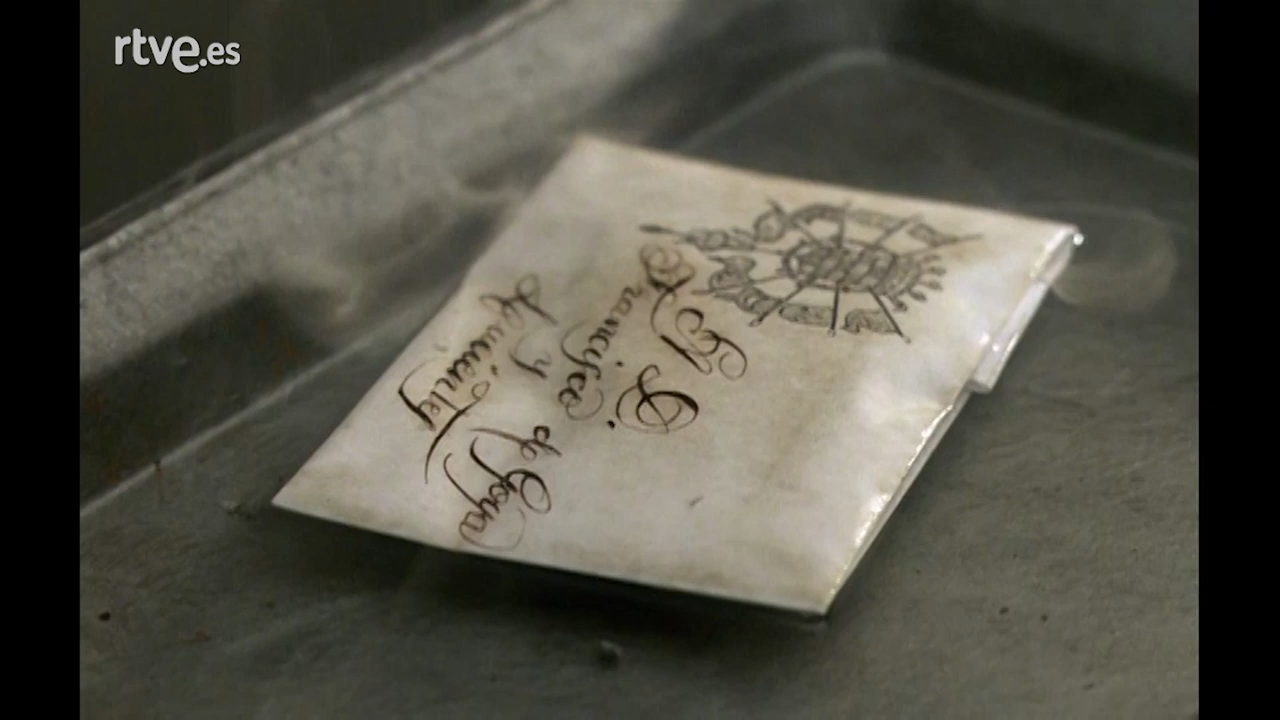 rtve.es
D.
Francisco de Goya
y
Lucientes